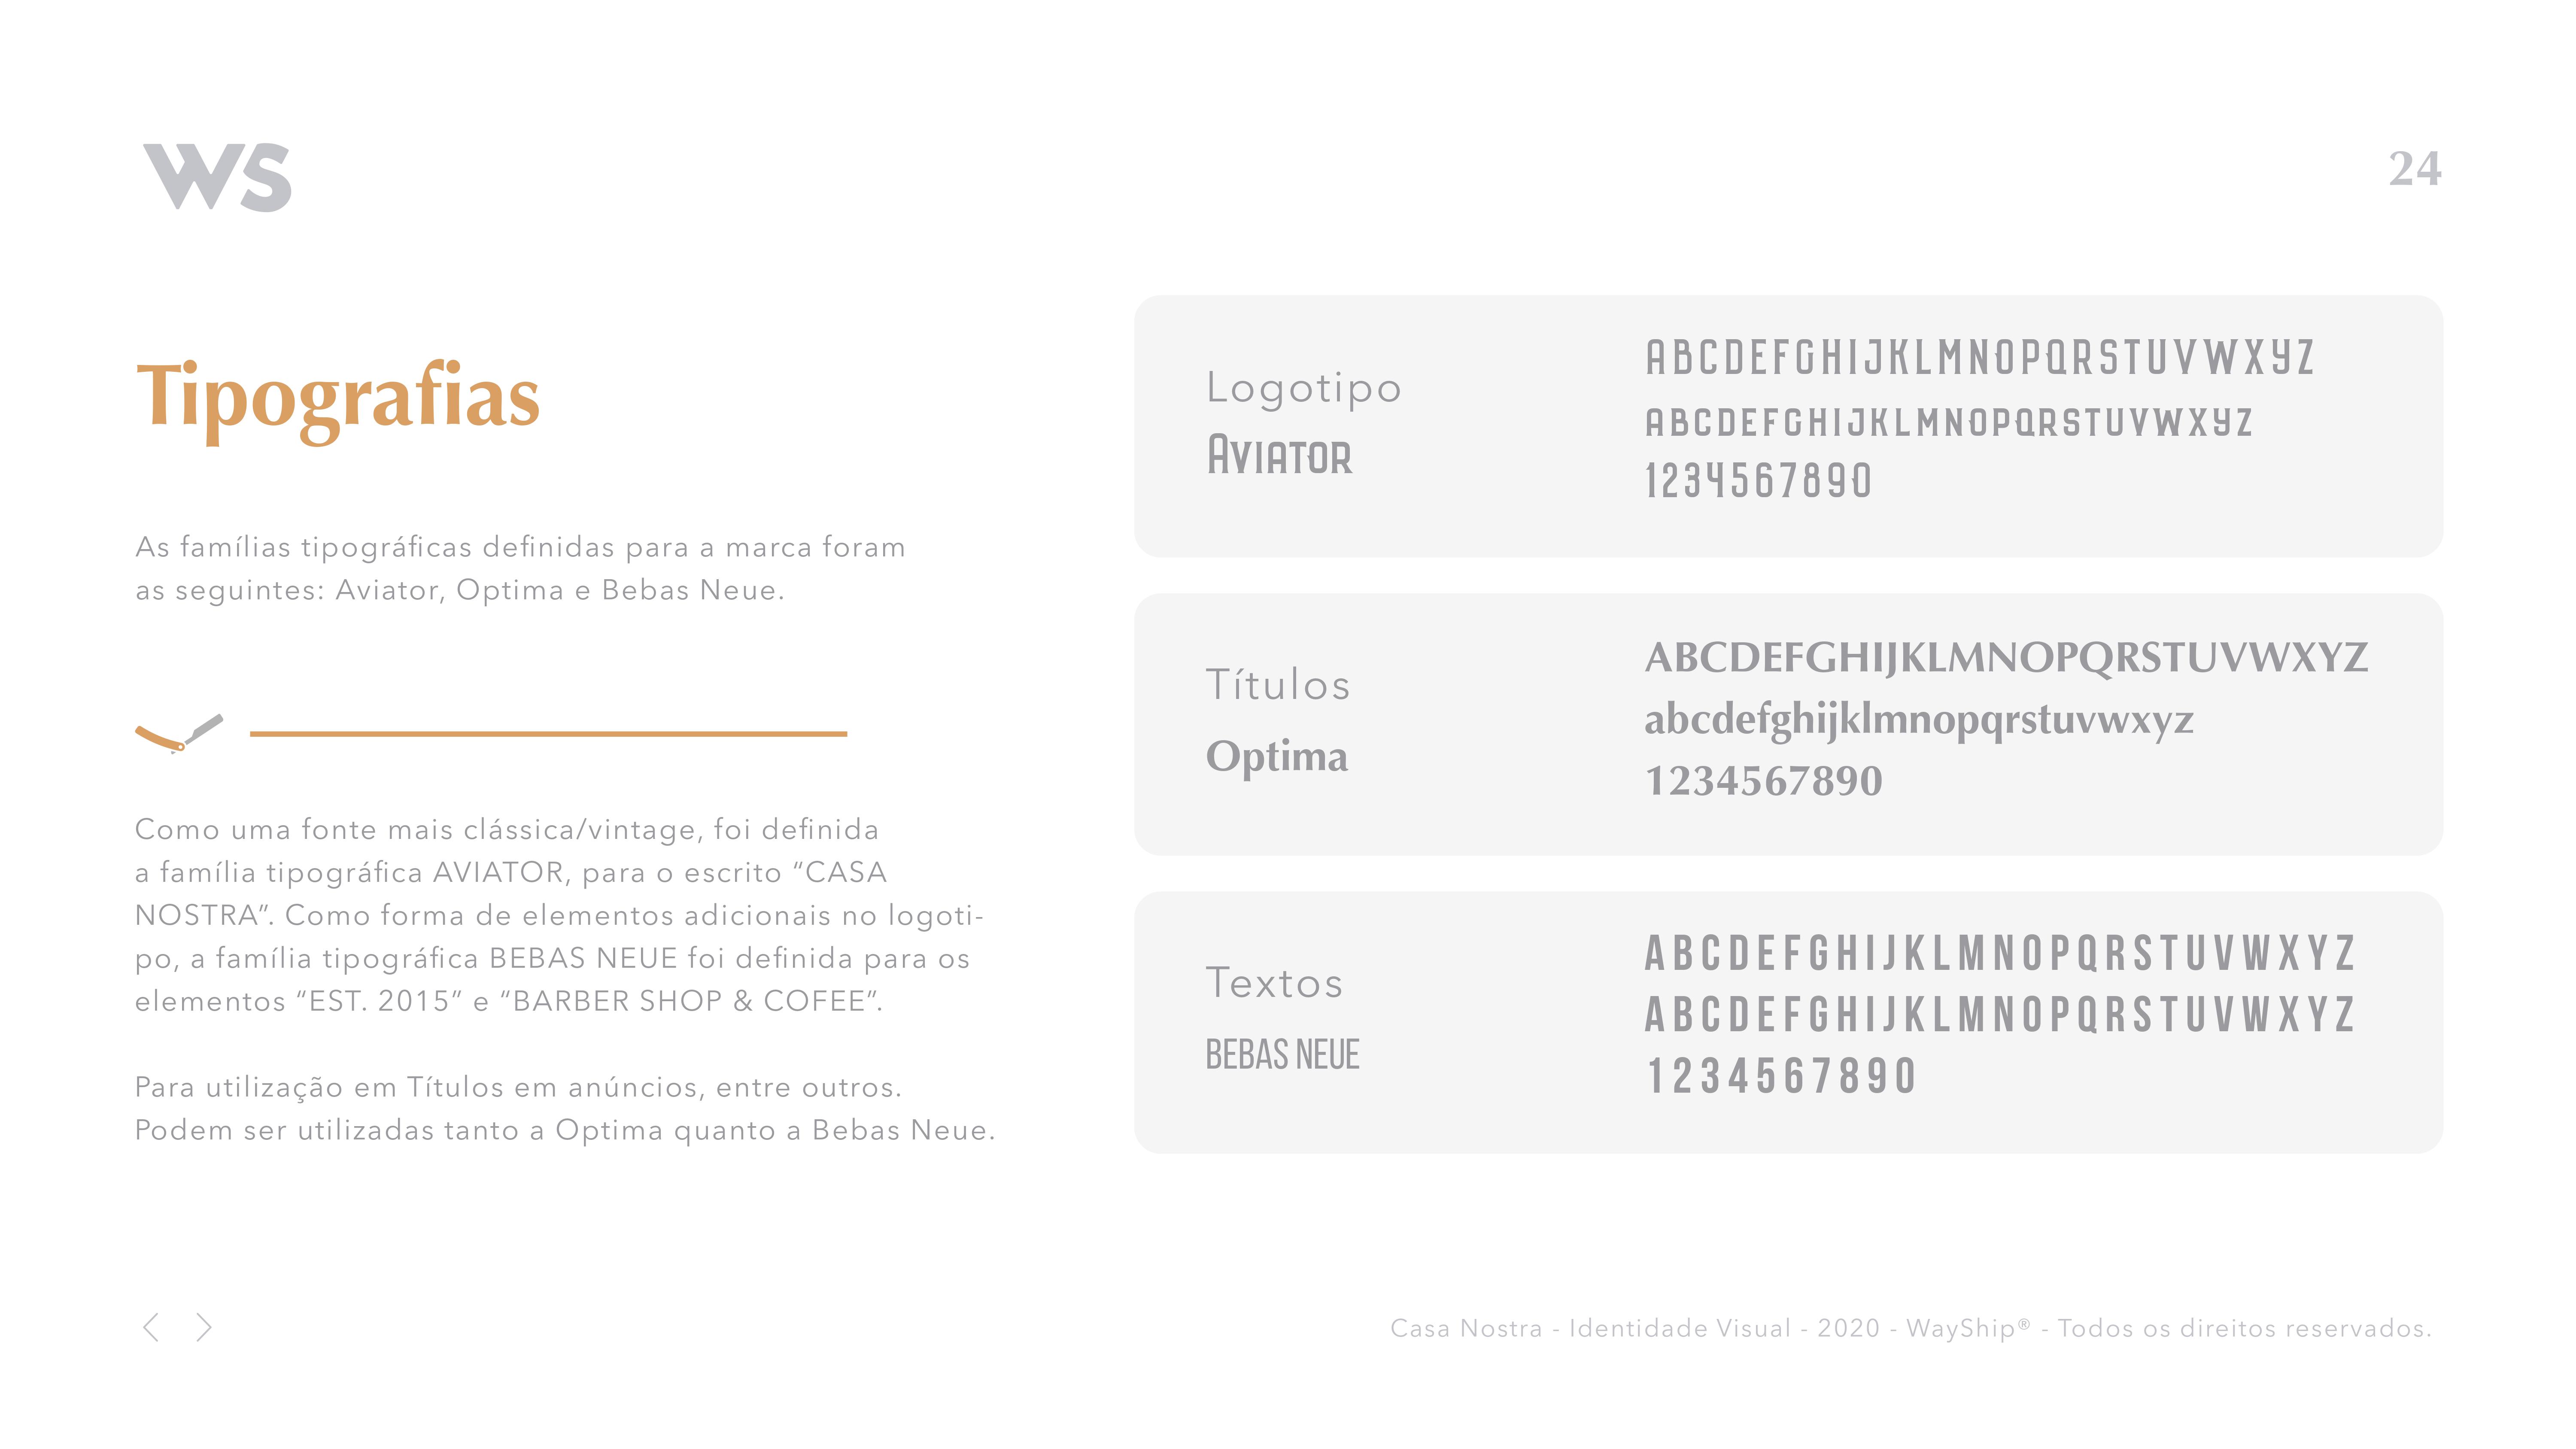 WS
24
Tipografias
As famílias tipográficas definidas para a marca foram
as seguintes: Aviator, Optima e Bebas Neue.
Como uma fonte mais clássica/vintage, foi definida
a família tipográfica AVIATOR, para o escrito “CASA
NOSTRA”. Como forma de elementos adicionais no logoti-
po, a família tipográfica BEBAS NEUE foi definida para os
elementos “EST. 2015” e “BARBER SHOP & COFEE”.
Para utilização em Títulos em anúncios, entre outros.
Podem ser utilizadas tanto a Optima quanto a Bebas Neue.
Logotipo
AVIATOR
ABCDEFGHIJKLMNOPQRSTUVWXYZ
ABCDEFGHIJKLMNOPQRSTUVWXYZ
1234567890
Títulos
Optima
ABCDEFGHIJKLMNOPQRSTUVWXYZ
abcdefghijklmnopqrstuvwxyz
1234567890
Textos
BEBAS NEUE
ABCDEFGHIJKLMNOPQRSTUVWXYZ
ABCDEFGHIJKLMNOPQRSTUVWXYZ
1234567890
Casa Nostra - Identidade Visual - 2020 - WayShip® - Todos os direitos reservados.